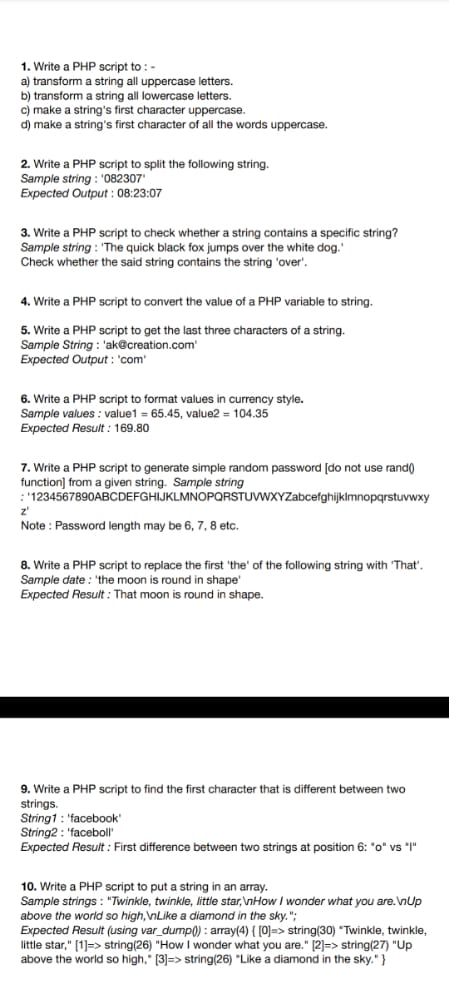 1. Write a PHP script to : -
a) transform a string all uppercase letters.
b) transform a string all lowercase letters.
c) make a string's first character uppercase.
d) make a string's first character of all the words uppercase.
2. Write a PHP script to split the following string.
Sample string : '082307'
Expected Output : 08:23:07
3. Write a PHP script to check whether a string contains a specific string?
Sample string : 'The quick black fox jumps over the white dog.'
Check whether the said string contains the string 'over'.
4. Write a PHP script to convert the value of a PHP variable to string.
5. Write a PHP script to get the last three characters of a string.
Sample String : 'ak@creation.com'
Expected Output : 'com'
6. Write a PHP script to format values in currency style.
Sample values : value1 = 65.45, value2 = 104.35
Expected Result : 169.80
7. Write a PHP script to generate simple random password [do not use rand()
function] from a given string. Sample string
: '1234567890ABCDEFGHIJKLMNOPQRSTUVWXYZabcefghijklmnopqrstuvwxy
z'
Note : Password length may be 6, 7, 8 etc.
8. Write a PHP script to replace the first 'the' of the following string with 'That'.
Sample date : 'the moon is round in shape'
Expected Result : That moon is round in shape.
9. Write a PHP script to find the first character that is different between two
strings.
String1 : 'facebook'
String2 : 'faceboll'
Expected Result : First difference between two strings at position 6: "o" vs "l"
10. Write a PHP script to put a string in an array.
Sample strings : "Twinkle, twinkle, little star,\nHow I wonder what you are.\nUp
above the world so high,\nLike a diamond in the sky.";
Expected Result (using var_dump()) : array(4) { [0]=> string(30) "Twinkle, twinkle,
little star," [1]=> string(26) "How I wonder what you are." [2]=> string(27) "Up
above the world so high," [3]=> string(26) "Like a diamond in the sky." }